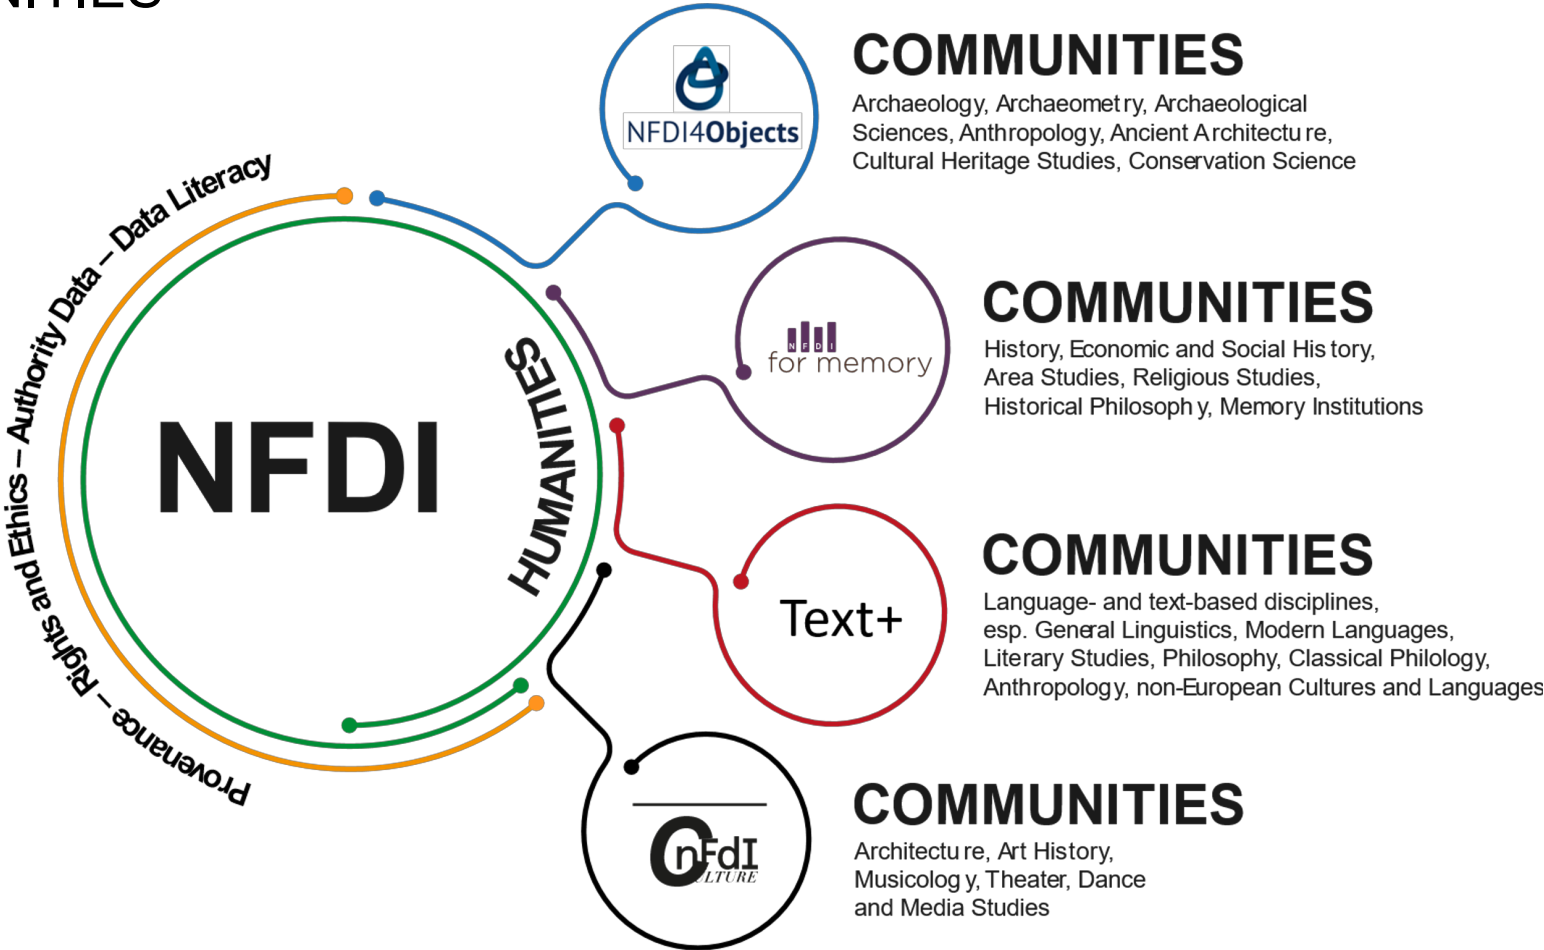 NITIES
NFDI4Objects
COMMUNITIES
Archaeology, Archaeometry, Archaeological
Sciences, Anthropology, Ancient Architecture,
Cultural Heritage Studies, Conservation Science
Provenance – Rights and Ethics – Authority Data – Data Literacy
NFDI
HUMANITIES
NFDI
for memory
COMMUNITIES
History, Economic and Social History,
Area Studies, Religious Studies,
Historical Philosophy, Memory Institutions
Text+
COMMUNITIES
Language- and text-based disciplines,
esp. General Linguistics, Modern Languages,
Literary Studies, Philosophy, Classical Philology,
Anthropology, non-European Cultures and Languages
nFdI
CULTURE
COMMUNITIES
Architecture, Art History,
Musicology, Theater, Dance
and Media Studies